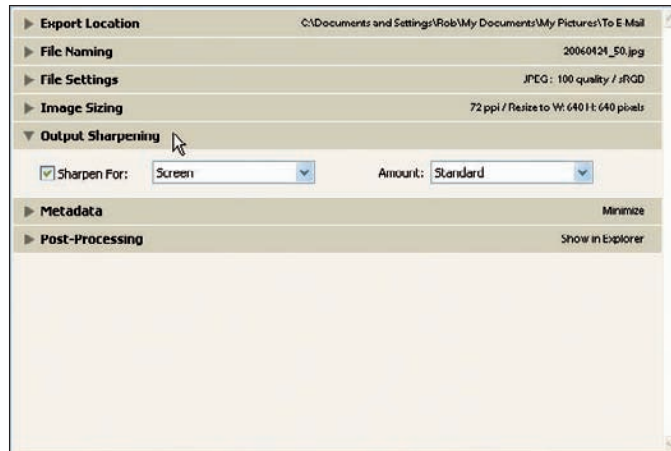 Export Location C:\Documents and Settings\Rob\My Documents\My Pictures\To E-Mail
File Naming 20060424_50.jpg
File Settings JPEG : 100 quality / sRGD
Image Sizing 72 ppi / Resize to W: 640 H: 640 pixels
Output Sharpening
Sharpen For: Screen Amount: Standard
Metadata Minimize
Post-Processing Show in Explorer